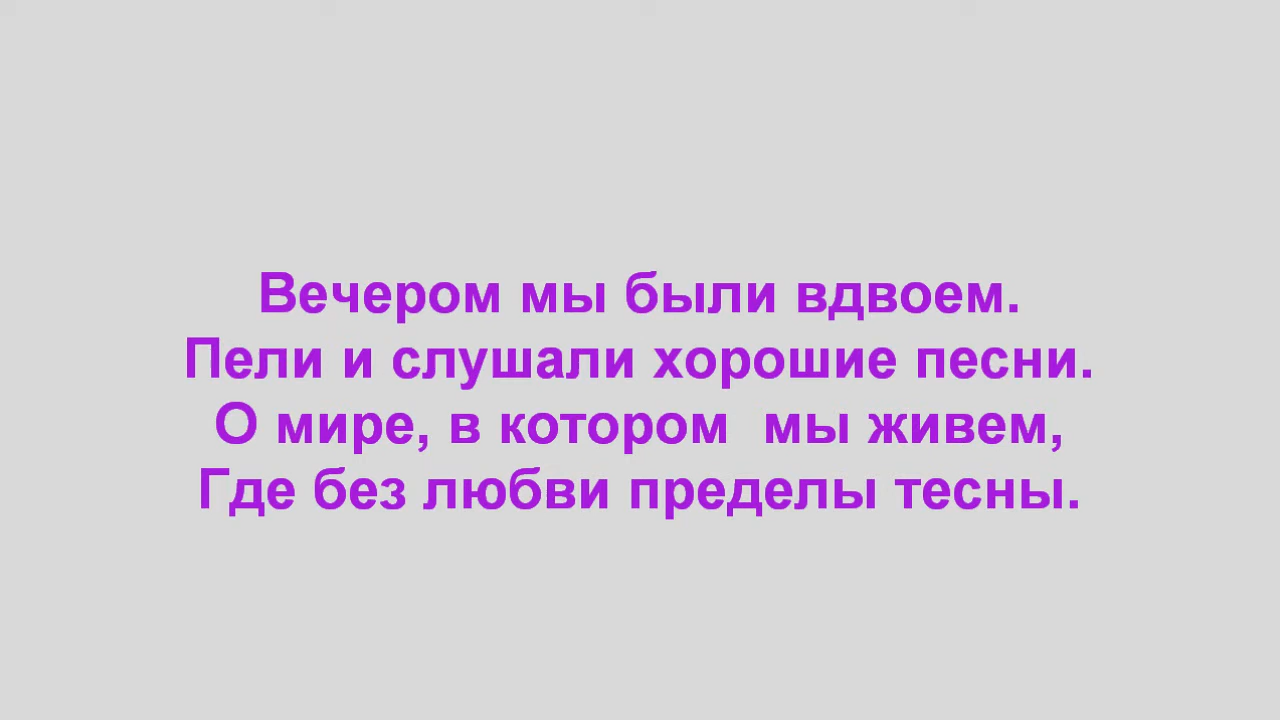 Вечером мы были вдвоем.
Пели и слушали хорошие песни.
О мире, в котором  мы живем,
Где без любви пределы тесны.